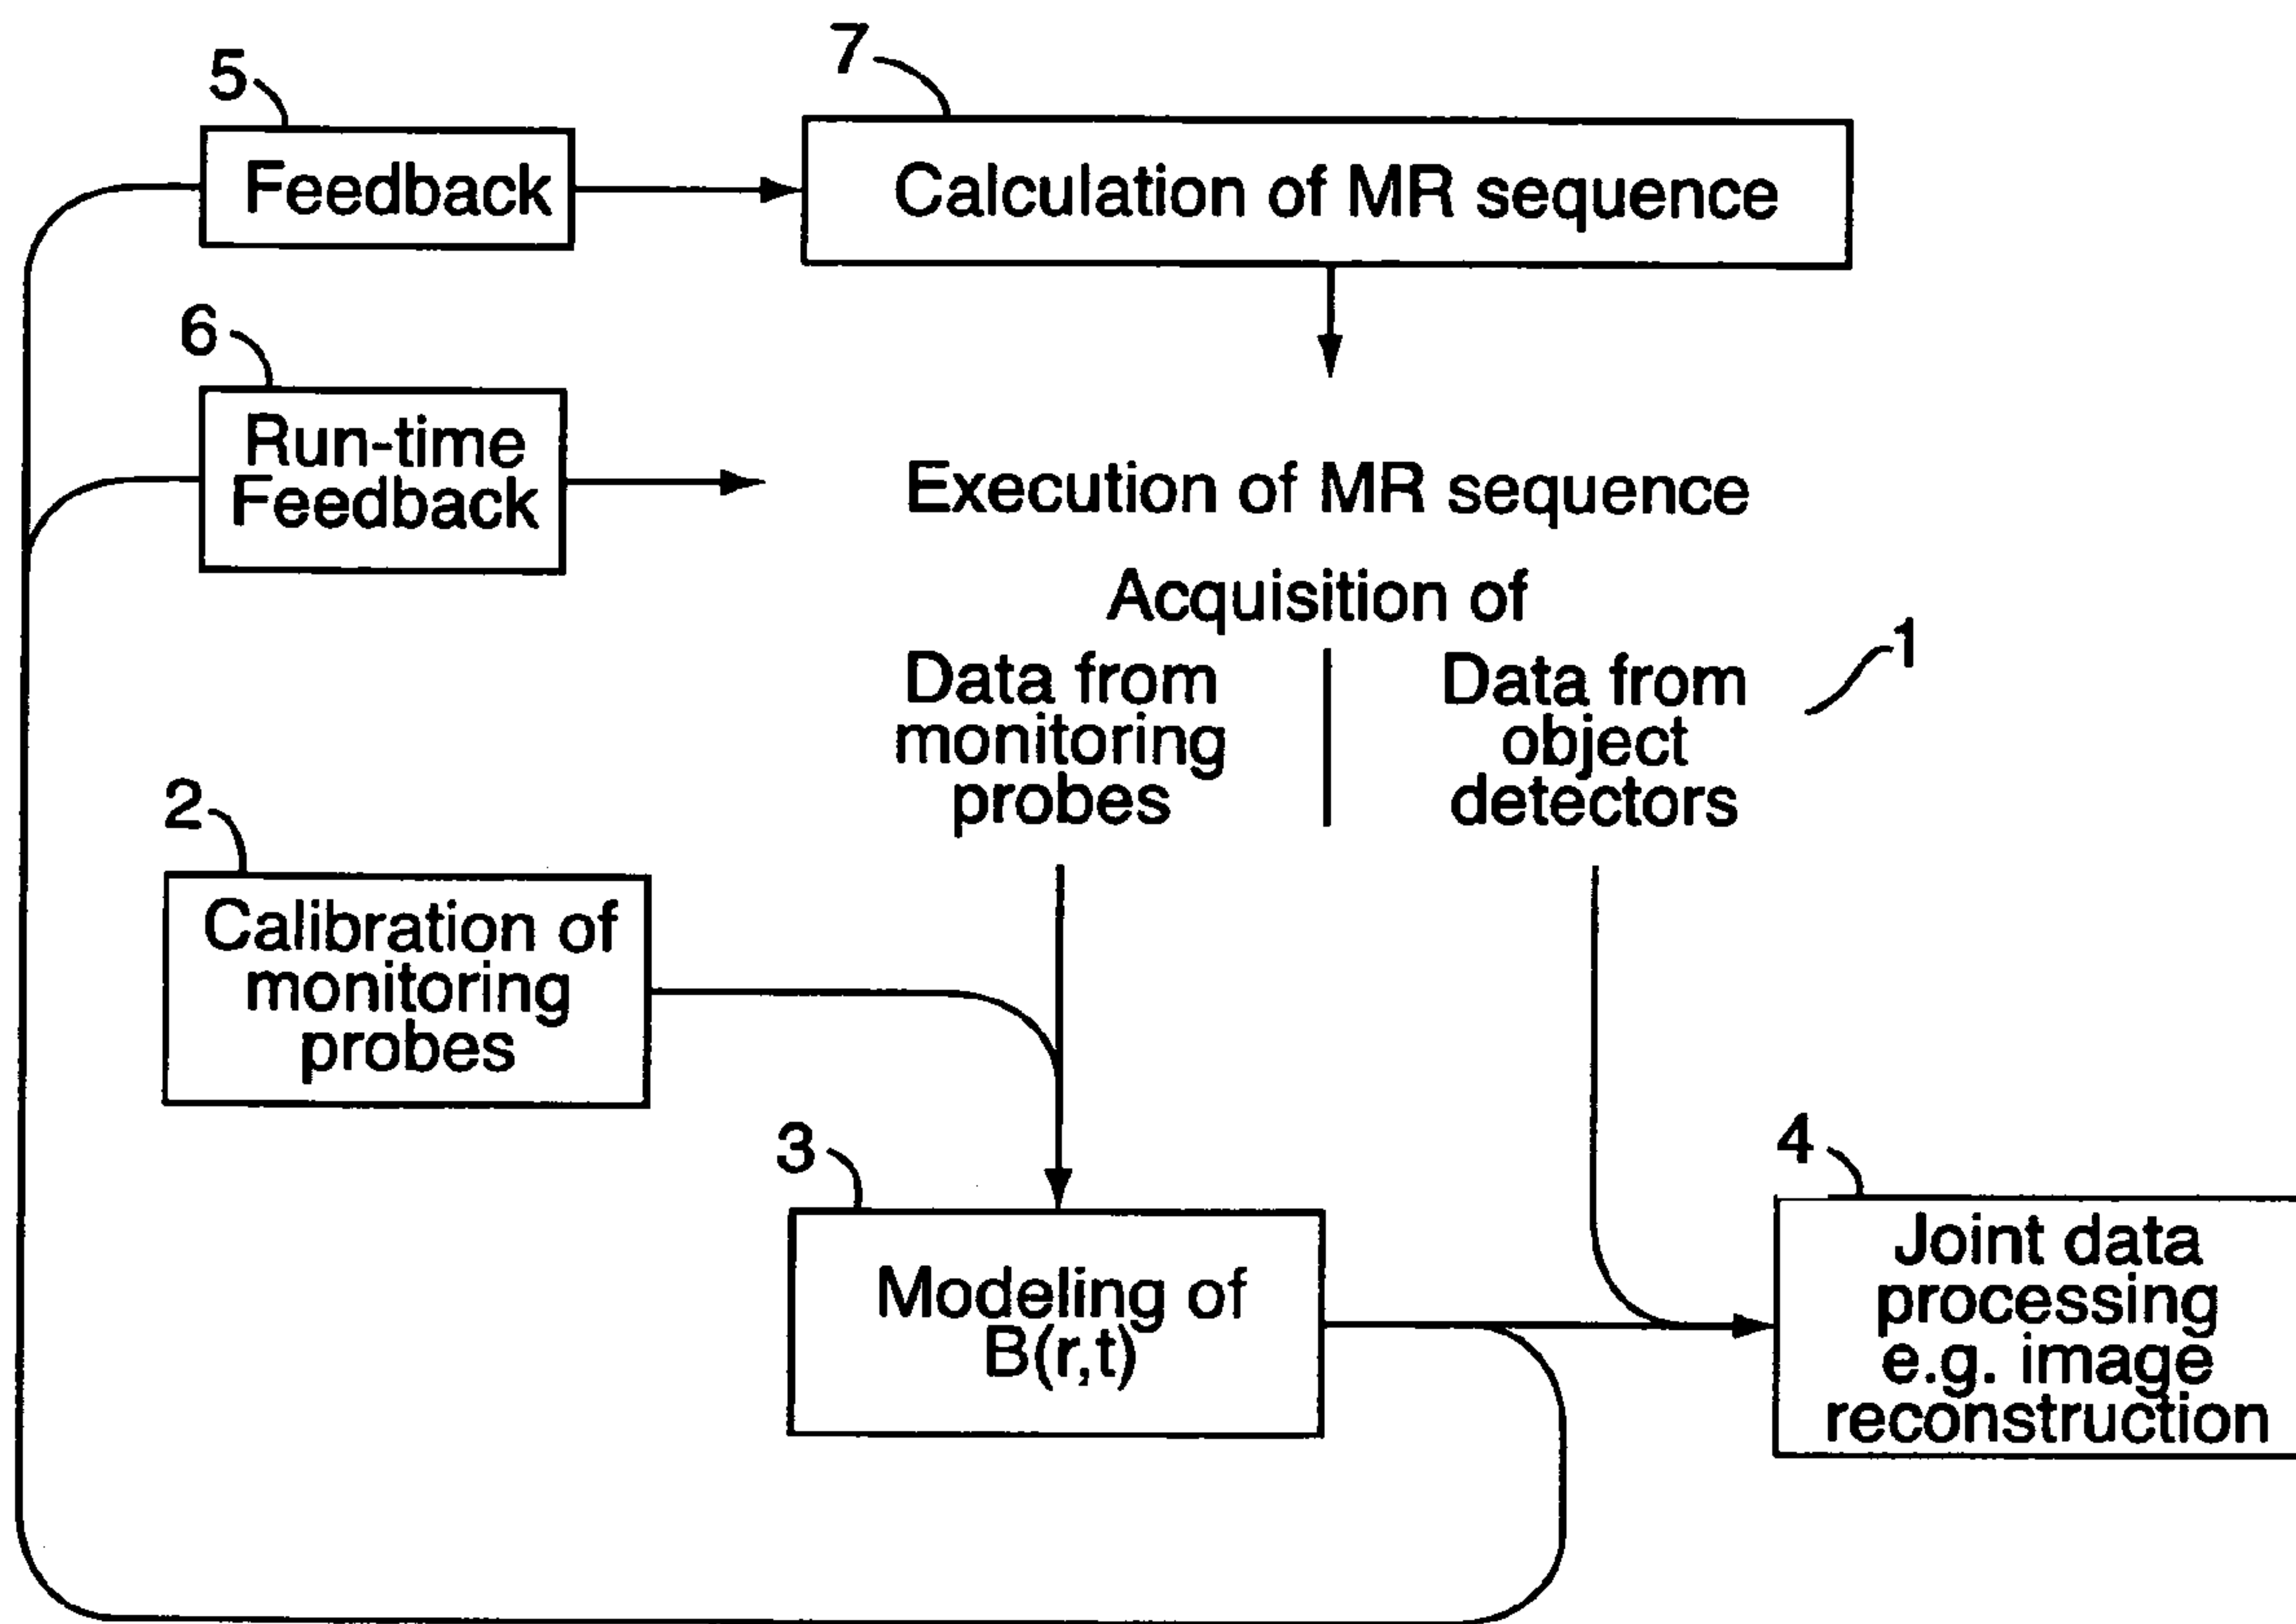 5
7
Feedback
Calculation of MR sequence
6
Run-time
Feedback
Execution of MR sequence
Acquisition of
1
Data from
monitoring
probes
Data from
object
detectors
2
Calibration of
monitoring
probes
3
Modeling of
B(r,t)
4
Joint data
processing
e.g. image
reconstruction